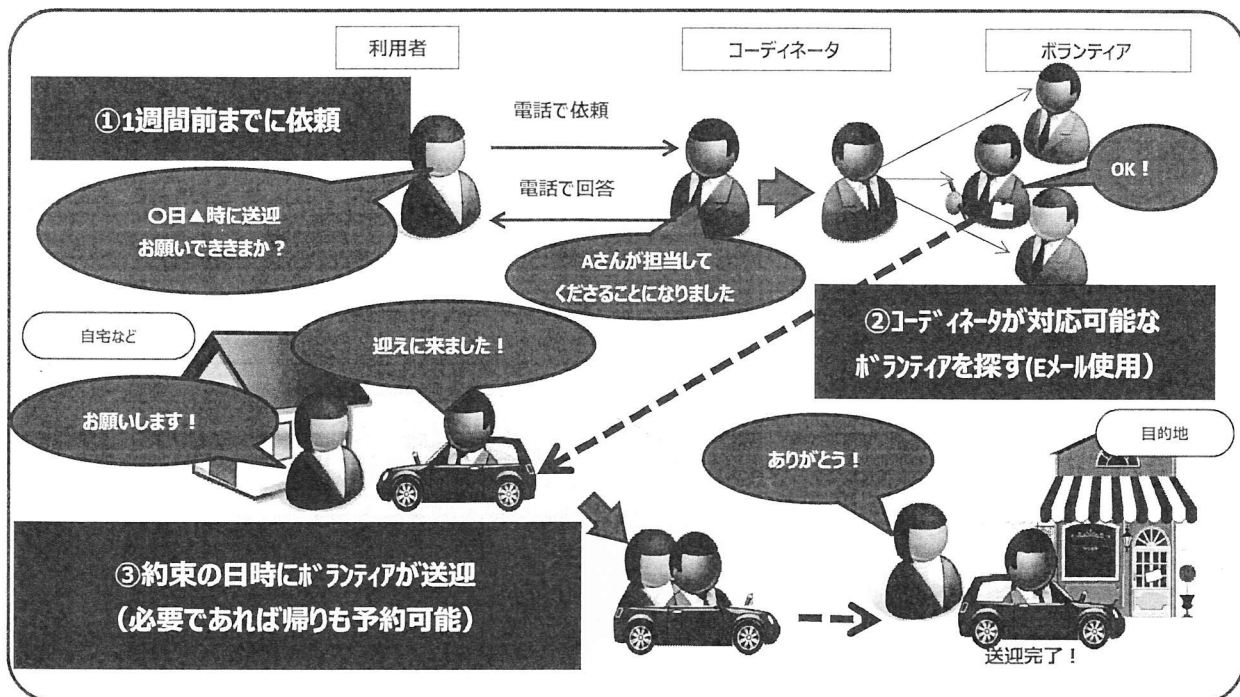 利用者
コーディネータ
ボランティア
①1週間前までに依頼
電話で依頼
電話で回答
OK！
〇日▲時に送迎
お願いでききまか？
Aさんが担当して
くださることになりました
②ｺｰﾃﾞｨﾈｰﾀが対応可能な
ﾎﾞﾗﾝﾃｨｱを探す(Eﾒｰﾙ使用)
自宅など
迎えに来ました！
お願いします！
目的地
ありがとう！
③約束の日時にﾎﾞﾗﾝﾃｨｱが送迎
（必要であれば帰りも予約可能）
送迎完了！